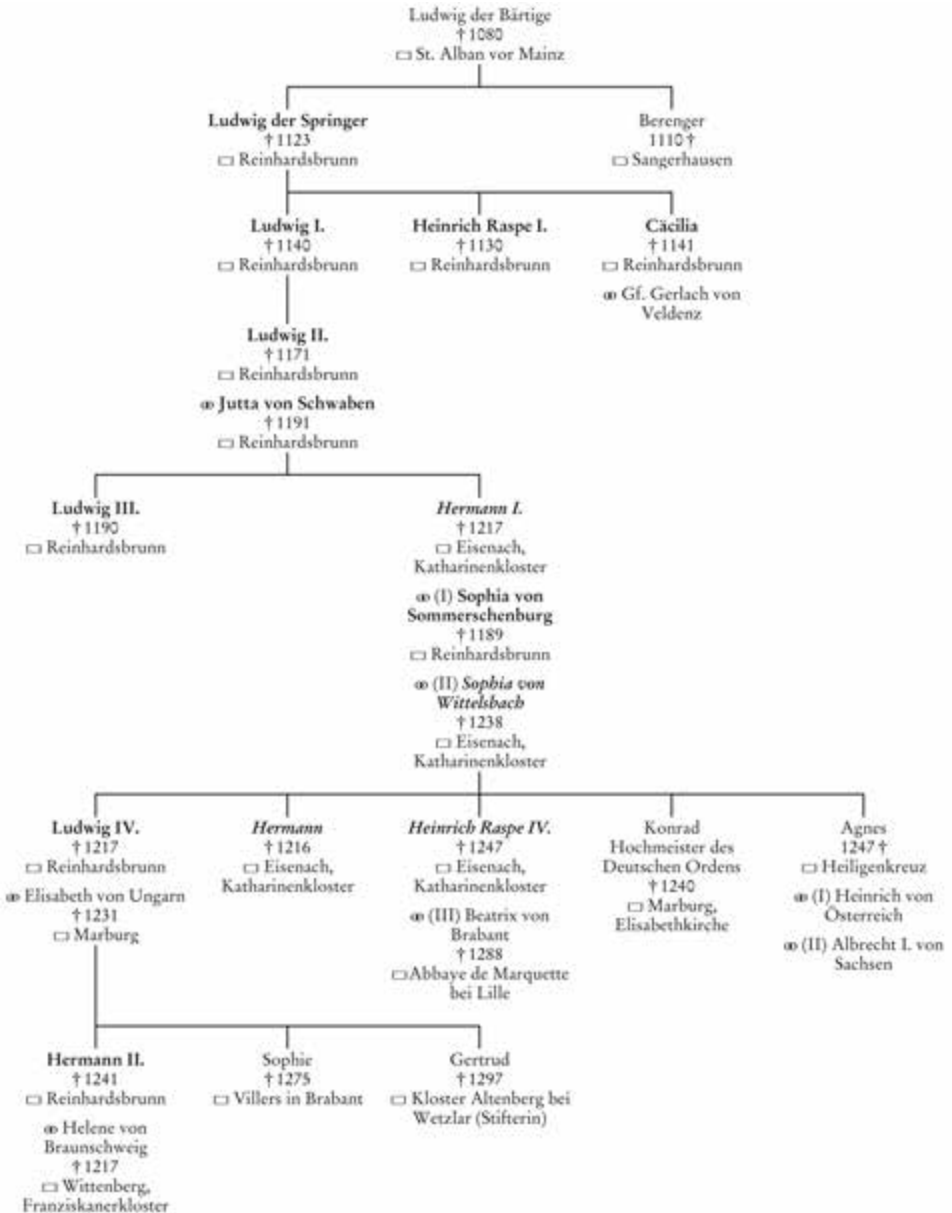 Ludwig der Bärtige
†1080
▭ St. Alban vor Mainz
Ludwig der Springer
†1123
▭ Reinhardsbrunn
Berenger
1110†
▭ Sangerhausen
Ludwig I.
†1140
▭ Reinhardsbrunn
Heinrich Raspe I.
†1130
▭ Reinhardsbrunn
Cäcilia
†1141
▭ Reinhardsbrunn
⚭ Gf. Gerlach von
Veldenz
Ludwig II.
†1171
▭ Reinhardsbrunn
⚭ Jutta von Schwaben
†1191
▭ Reinhardsbrunn
Ludwig III.
†1190
▭ Reinhardsbrunn
Hermann I.
†1217
▭ Eisenach,
Katharinenkloster
⚭ (I) Sophia von
Sommerschenburg
†1189
▭ Reinhardsbrunn
⚭ (II) Sophia von
Wittelsbach
†1238
▭ Eisenach,
Katharinenkloster
Ludwig IV.
†1217
▭ Reinhardsbrunn
⚭ Elisabeth von Ungarn
†1231
▭ Marburg
Hermann
†1216
▭ Eisenach,
Katharinenkloster
Heinrich Raspe IV.
†1247
▭ Eisenach,
Katharinenkloster
⚭ (III) Beatrix von
Brabant
†1288
▭Abbaye de Marquette
bei Lille
Konrad
Hochmeister des
Deutschen Ordens
†1240
▭ Marburg,
Elisabethkirche
Agnes
1247†
▭ Heiligenkreuz
⚭ (I) Heinrich von
Österreich
⚭ (II) Albrecht I. von
Sachsen
Hermann II.
†1241
▭ Reinhardsbrunn
⚭ Helene von
Braunschweig
†1217
▭ Wittenberg,
Franziskanerkloster
Sophie
†1275
▭ Villers in Brabant
Gertrud
†1297
▭ Kloster Altenberg bei
Wetzlar (Stifterin)